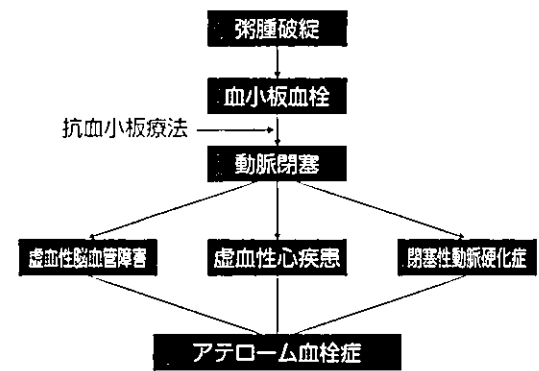 粥腫破綻
血小板血栓
抗血小板療法
動脈閉塞
虚血性脳血管障害
虚血性心疾患
閉塞性動脈硬化症
アテローム血栓症